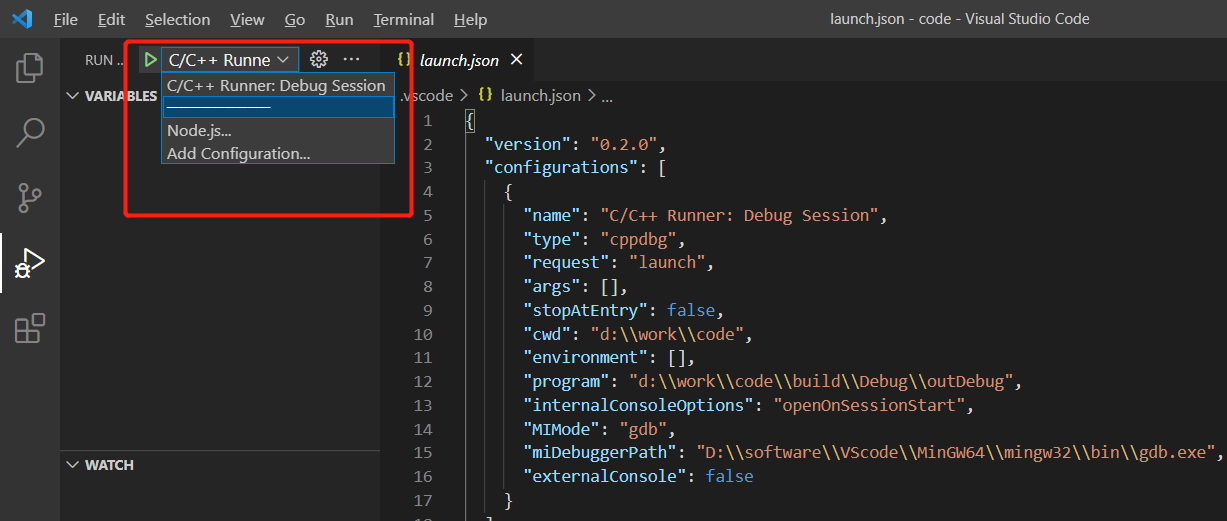 File Edit Selection View Go Run Terminal Help launch.json - code - Visual Studio Code
RUN ... C/C++ Runne ...
C/C++ Runner: Debug Session
Node.js...
Add Configuration...
VARIABLES
WATCH
{} launch.json
.vscode > {} launch.json > ...
1 {
2 "version": "0.2.0",
3 "configurations": [
4 {
5 "name": "C/C++ Runner: Debug Session",
6 "type": "cppdbg",
7 "request": "launch",
8 "args": [],
9 "stopAtEntry": false,
10 "cwd": "d:\\work\\code",
11 "environment": [],
12 "program": "d:\\work\\code\\build\\Debug\\outDebug",
13 "internalConsoleOptions": "openOnSessionStart",
14 "MIMode": "gdb",
15 "miDebuggerPath": "D:\\software\\VScode\\MinGW64\\mingw32\\bin\\gdb.exe",
16 "externalConsole": false
17 }